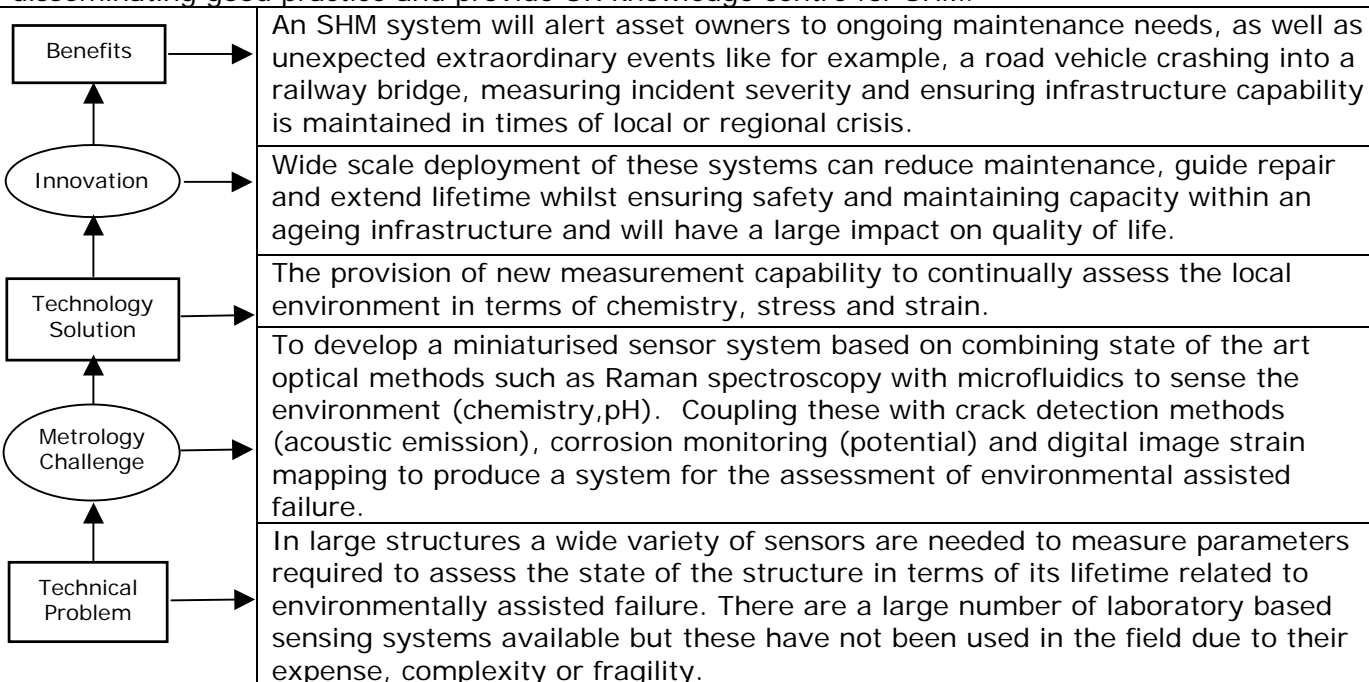 disseminating good practice and provide UK knowledge centre for SHM.
Benefits
An SHM system will alert asset owners to ongoing maintenance needs, as well as
unexpected extraordinary events like for example, a road vehicle crashing into a
railway bridge, measuring incident severity and ensuring infrastructure capability
is maintained in times of local or regional crisis.
Innovation
Wide scale deployment of these systems can reduce maintenance, guide repair
and extend lifetime whilst ensuring safety and maintaining capacity within an
ageing infrastructure and will have a large impact on quality of life.
Technology
Solution
The provision of new measurement capability to continually assess the local
environment in terms of chemistry, stress and strain.
Metrology
Challenge
To develop a miniaturised sensor system based on combining state of the art
optical methods such as Raman spectroscopy with microfluidics to sense the
environment (chemistry,pH). Coupling these with crack detection methods
(acoustic emission), corrosion monitoring (potential) and digital image strain
mapping to produce a system for the assessment of environmental assisted
failure.
Technical
Problem
In large structures a wide variety of sensors are needed to measure parameters
required to assess the state of the structure in terms of its lifetime related to
environmentally assisted failure. There are a large number of laboratory based
sensing systems available but these have not been used in the field due to their
expense, complexity or fragility.